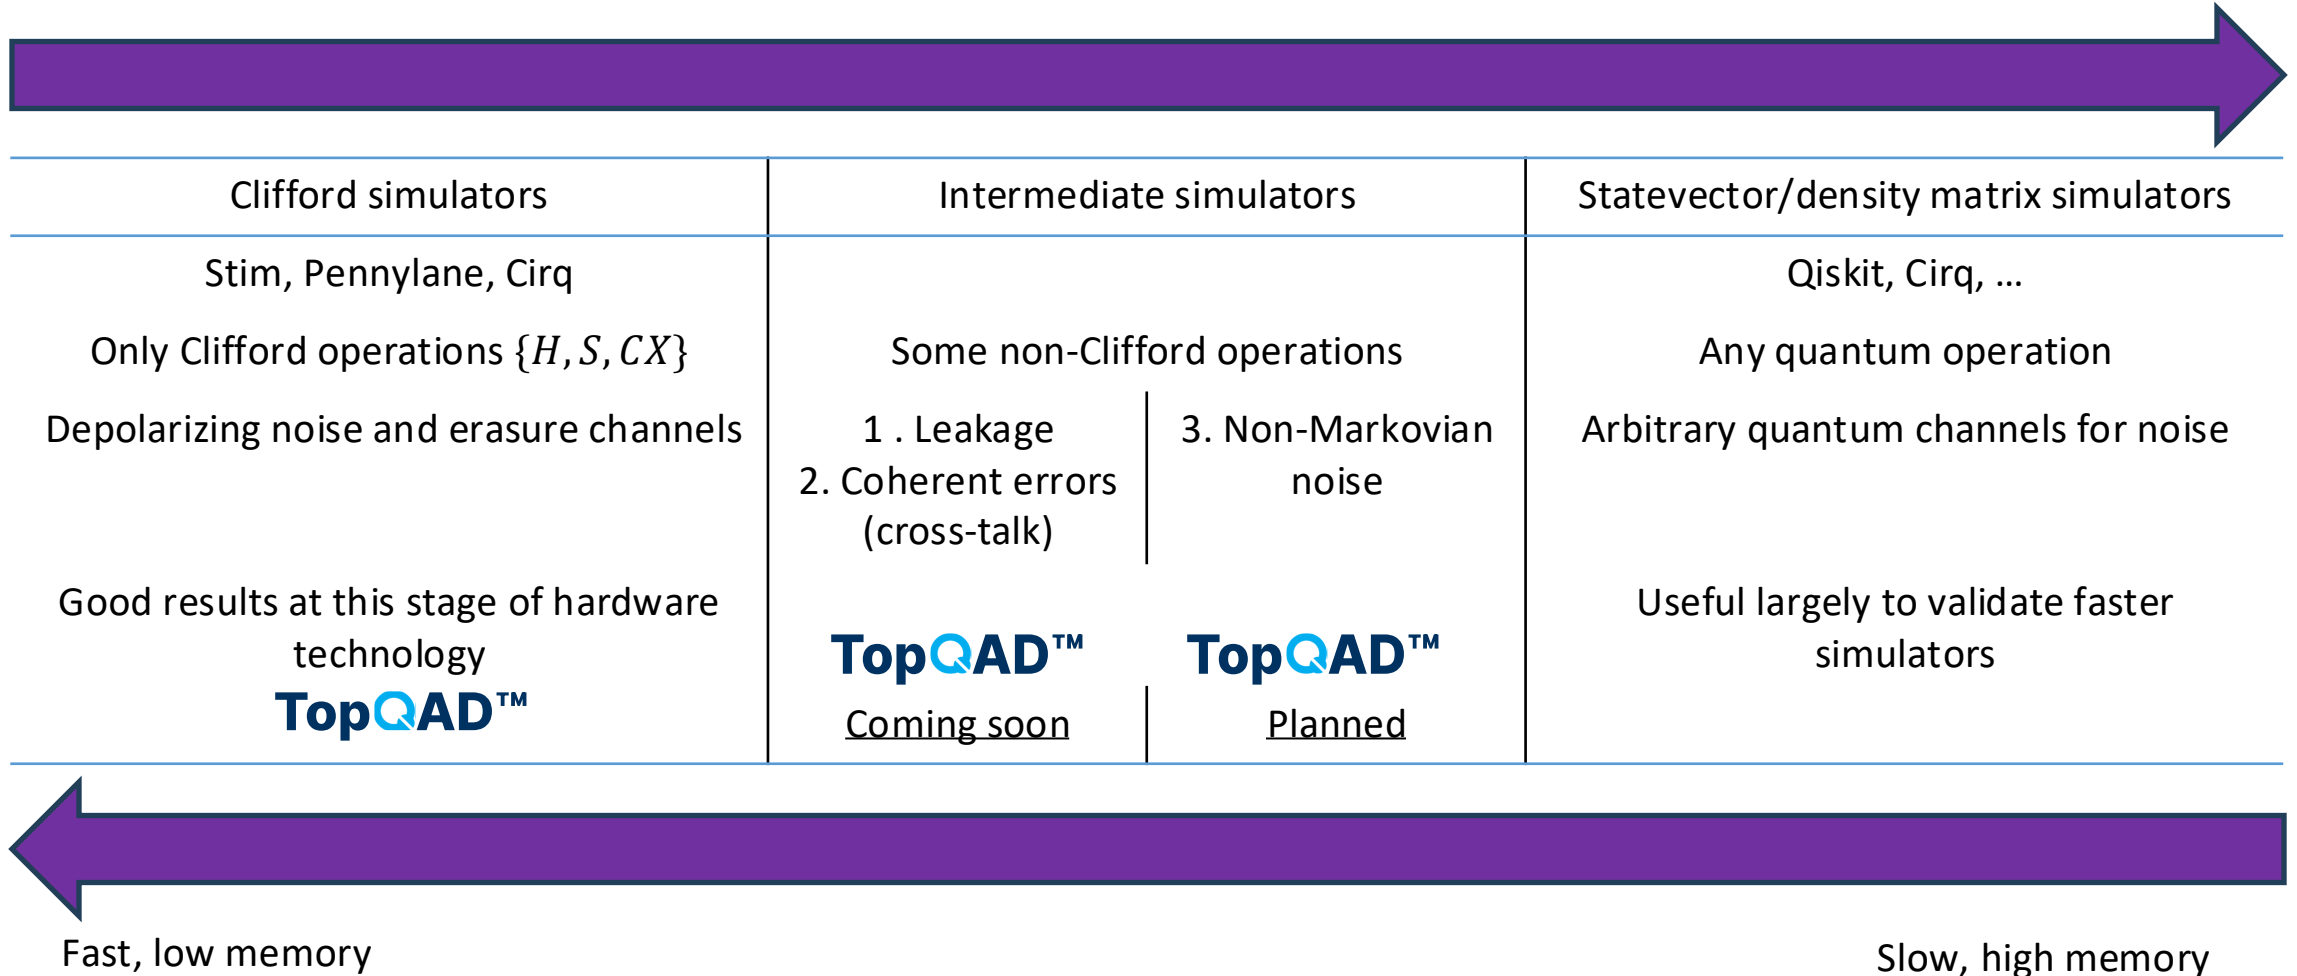 Clifford simulators
Intermediate simulators
Statevector/density matrix simulators
Stim, Pennylane, Cirq
Qiskit, Cirq, ...
Only Clifford operations {H, S, CX}
Some non-Clifford operations
Any quantum operation
Depolarizing noise and erasure channels
1 . Leakage
2. Coherent errors
(cross-talk)
3. Non-Markovian
noise
Arbitrary quantum channels for noise
Good results at this stage of hardware
technology
TopQAD™
TopQAD™
Coming soon
TopQAD™
Planned
Useful largely to validate faster
simulators
Fast, low memory
Slow, high memory